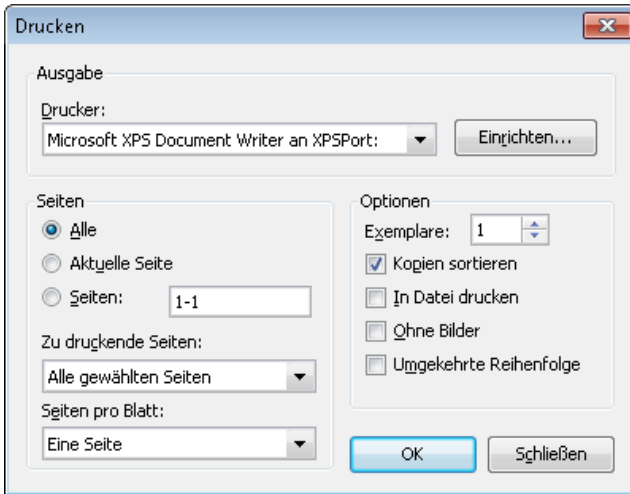 Drucken
Ausgabe
Drucker:
Microsoft XPS Document Writer an XPSPort:
Einrichten...
Seiten
Alle
Aktuelle Seite
Seiten:
1-1
Zu druckende Seiten:
Alle gewählten Seiten
Seiten pro Blatt:
Eine Seite
Optionen
Exemplare:
1
Kopien sortieren
In Datei drucken
Ohne Bilder
Umgekehrte Reihenfolge
OK
Schließen